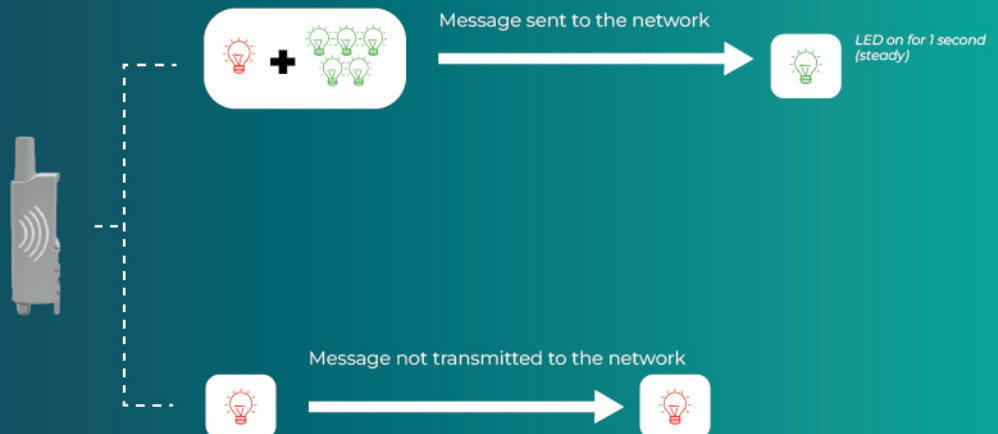 Message sent to the network
LED on for 1 second
(steady)
Message not transmitted to the network